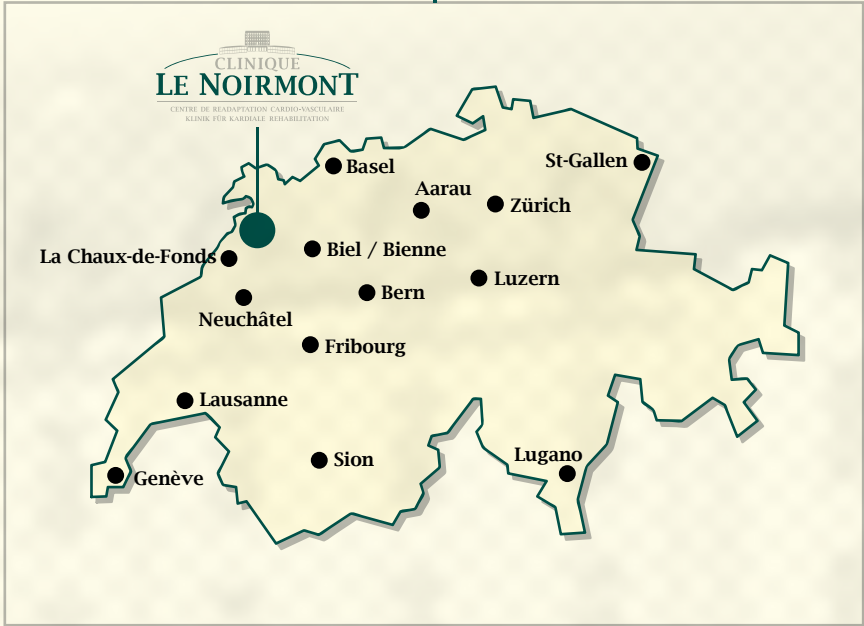 CLINIQUE
LE NOIRMONT
CENTRE DE READAPTATION CARDIO-VASCULAIRE
KLINIK FÜR KARDIALE REHABILITATION
Basel
St-Gallen
Aarau
Zürich
La Chaux-de-Fonds
Biel / Bienne
Luzern
Bern
Neuchâtel
Fribourg
Lausanne
Lugano
Sion
Genève